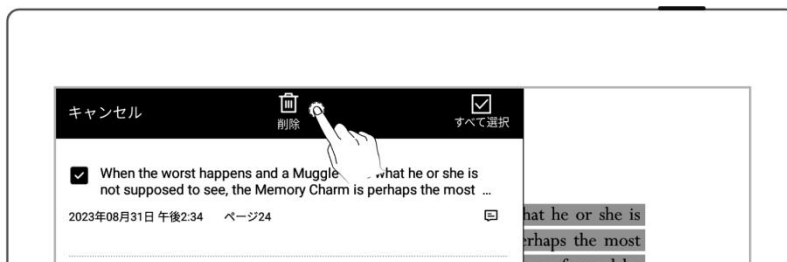 キャンセル
削除
すべて選択
When the worst happens and a Muggle what he or she is
not supposed to see, the Memory Charm is perhaps the most ...
2023年08月31日 午後2:34 ページ24
hat he or she is
rhaps the most